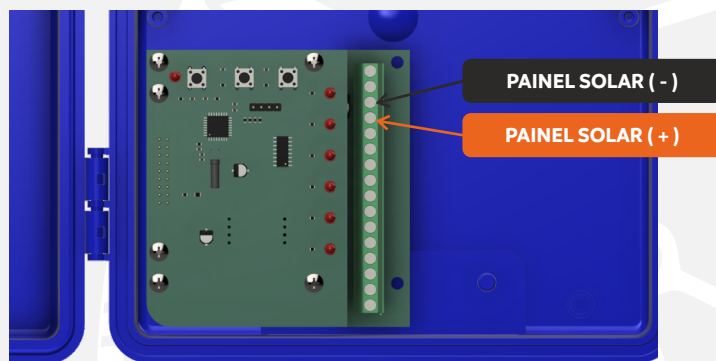 PAINEL SOLAR ( - )
PAINEL SOLAR ( + )